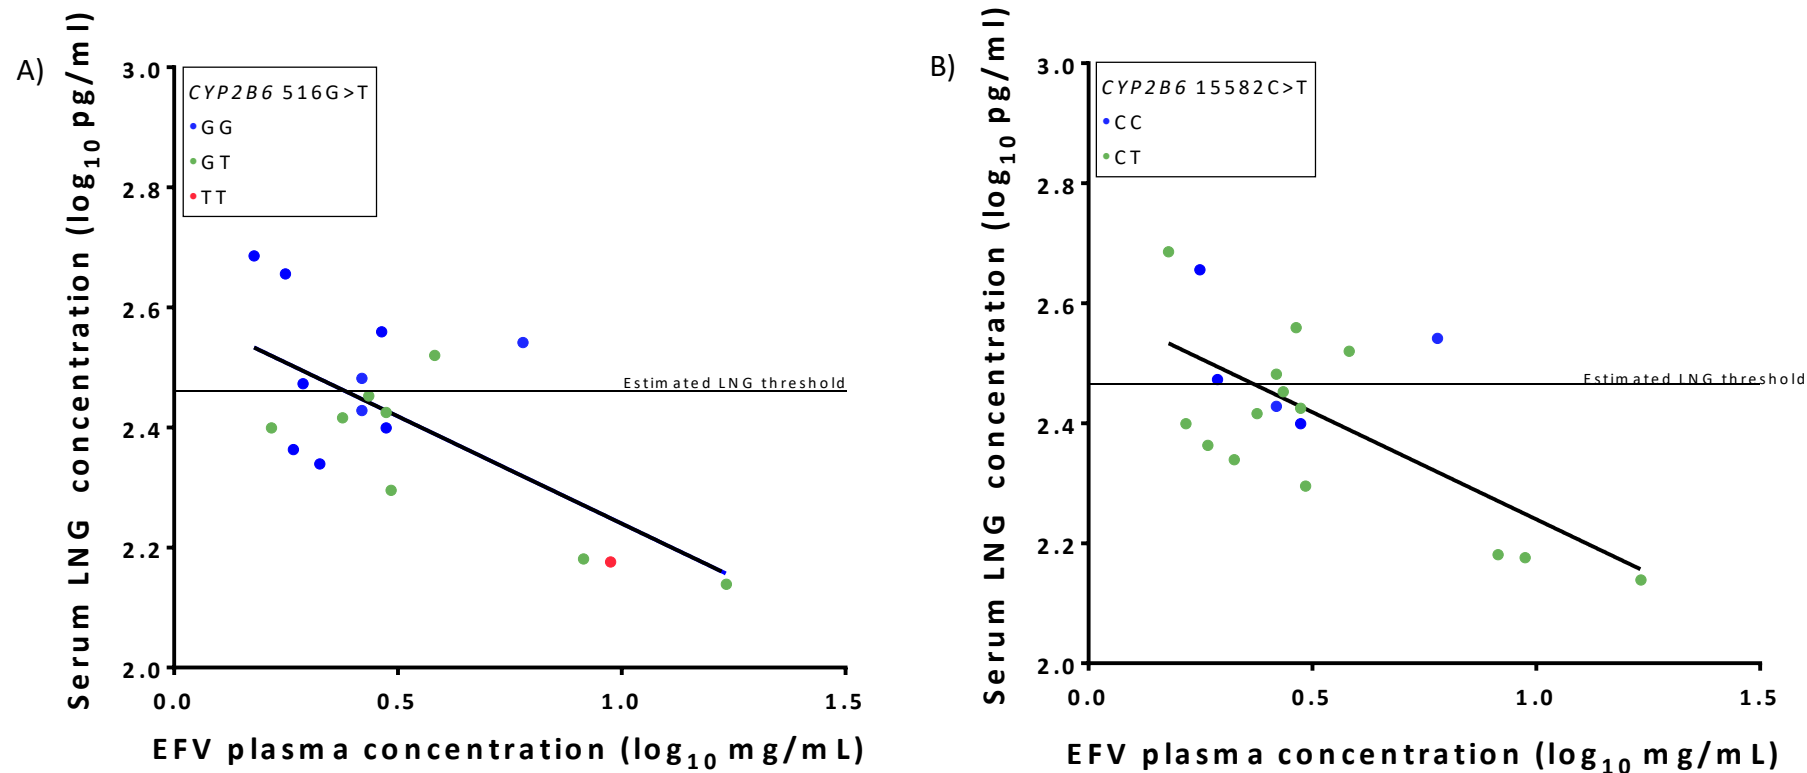 A)
Serum LNG concentration (log10 pg/ml)
3.0
2.8
2.6
2.4
2.2
2.0
CYP2B6 516G>T
GG
GT
TT
Estimated LNG threshold
0.0 0.5 1.0 1.5
EFV plasma concentration (log10 mg/mL)
B)
Serum LNG concentration (log10 pg/ml)
3.0
2.8
2.6
2.4
2.2
2.0
CYP2B6 15582C>T
CC
CT
Estimated LNG threshold
0.0 0.5 1.0 1.5
EFV plasma concentration (log10 mg/mL)